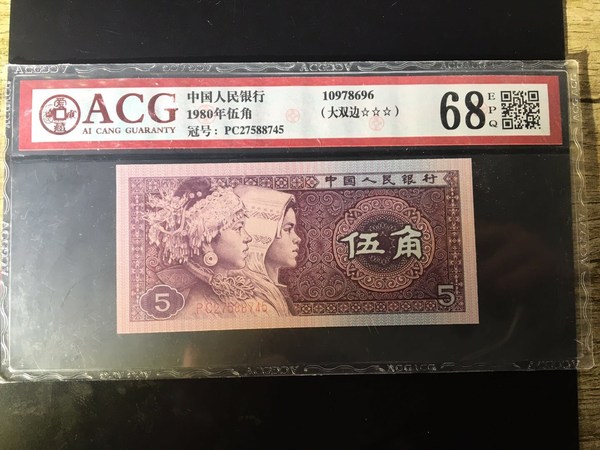 ACG
AI CANG GUARANTY
中国人民银行
1980年伍角
冠号：PC27588745
10978696
（大双边☆☆☆）
68
EPQ
中国人民银行
伍角
5
PC27588745
5